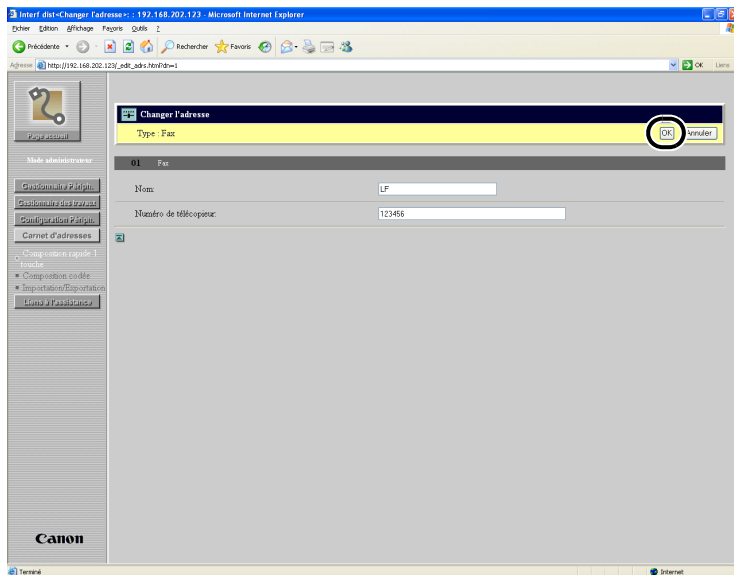 Interf dist<Changer l'adresse>: : 192.168.202.123 - Microsoft Internet Explorer
Fichier Edition Affichage Favoris Outils ?
Précédente Rechercher Favoris
Adresse http://192.168.202.123/_edit_adrs.html?dn=1 OK Liens
Page accueil
Mode administrateur
Gestionnaire Périph.
Gestionnaire des travaux
Configuration Périph.
Carnet d'adresses
Composition rapide 1
touche
Composition codée
Importation/Exportation
Liens à l'assistance
Canon
Changer l'adresse
Type : Fax OK Annuler
01 Fax
Nom: LF
Numéro de télécopieur: 123456
Terminé Internet